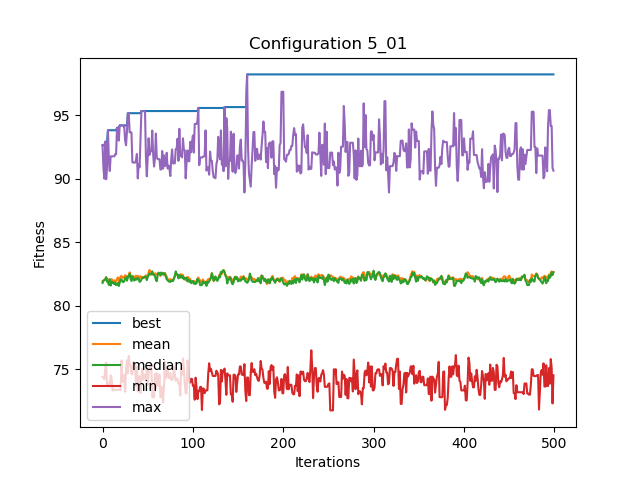 Configuration 5_01
Fitness
95
90
85
80
75
best
mean
median
min
max
0
100
200
300
400
500
Iterations